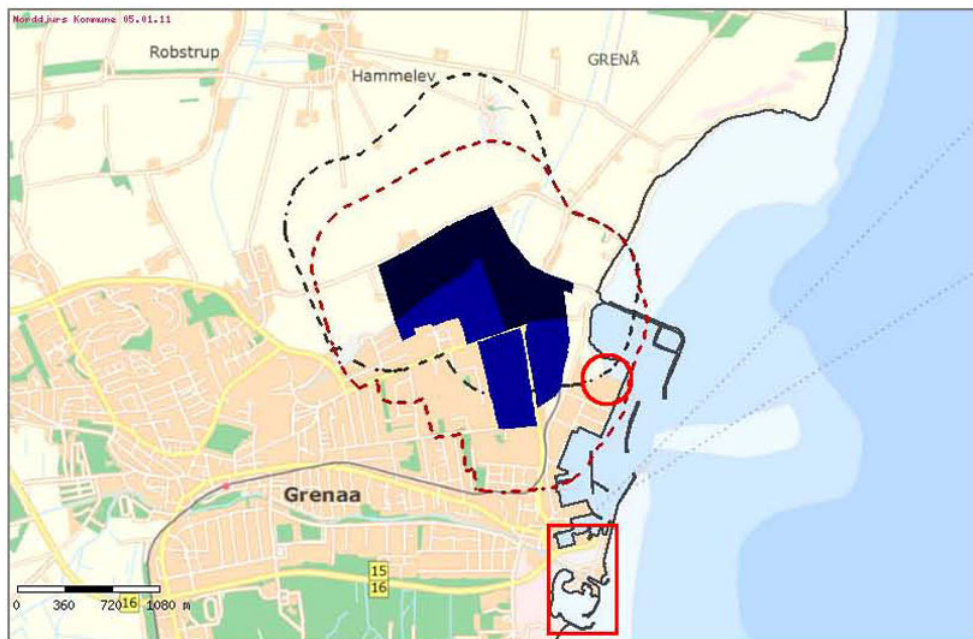 Norddjurs Kommune 05.01.11
Robstrup
Hammelev
GRENÅ
Grenaa
15
16
16
0 360 720 1080 m